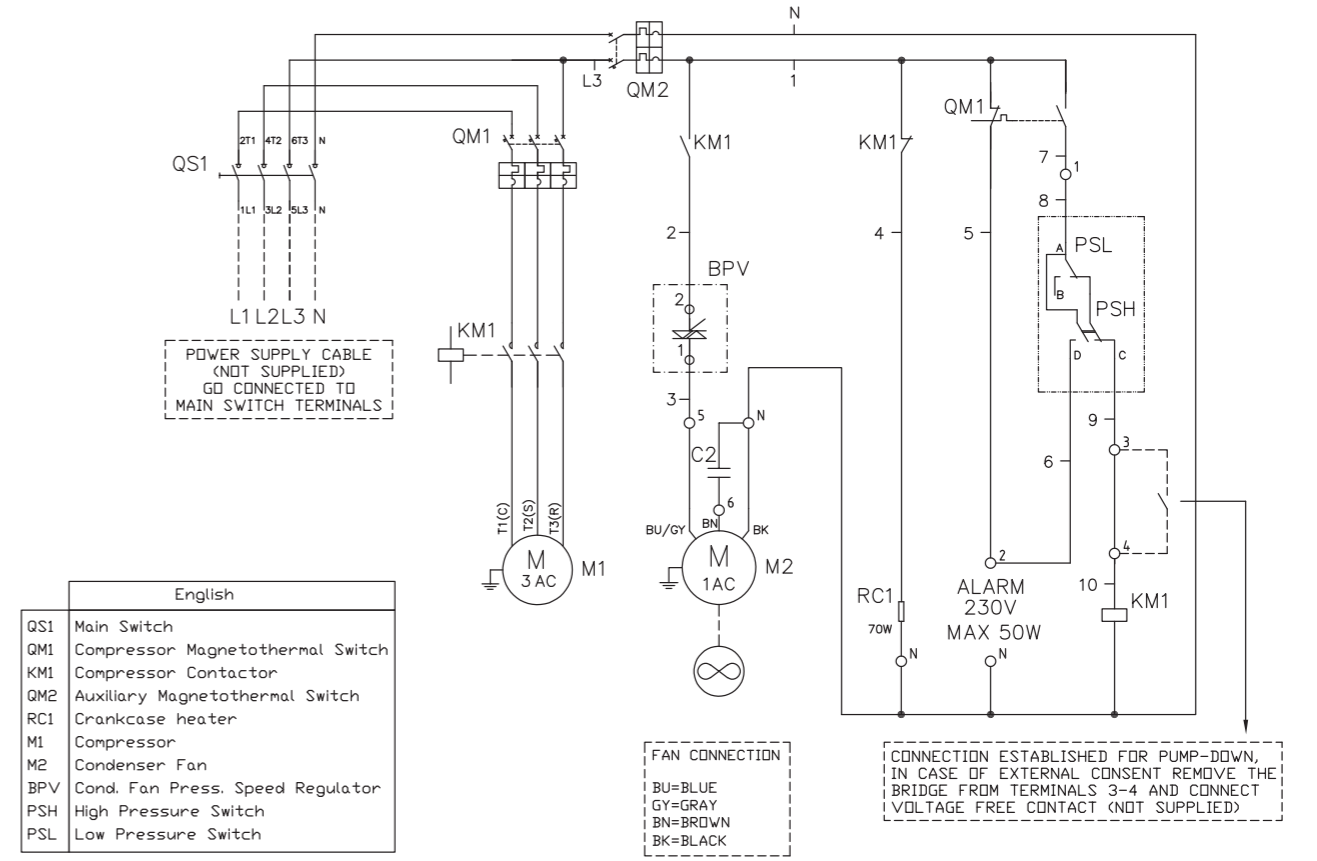 N
L3
QM2
1
QM1
2T1 4T2 6T3 N
QS1
1L1 3L2 5L3 N
L1 L2 L3 N
POWER SUPPLY CABLE
(NOT SUPPLIED)
GO CONNECTED TO
MAIN SWITCH TERMINALS
QM1
KM1
T1(C) T2(S) T3(R)
M
3 AC
M1
KM1
2
BPV
2
1
3
5
N
C2
6
BU/GY
BN
BK
M
1AC
M2
KM1
4
RC1
70W
N
5
2
ALARM
230V
MAX 50W
N
7
1
8
A
PSL
B
PSH
D
C
9
3
6
4
10
KM1
English
QS1 Main Switch
QM1 Compressor Magnetothermal Switch
KM1 Compressor Contactor
QM2 Auxiliary Magnetothermal Switch
RC1 Crankcase heater
M1 Compressor
M2 Condenser Fan
BPV Cond. Fan Press. Speed Regulator
PSH High Pressure Switch
PSL Low Pressure Switch
FAN CONNECTION
BU=BLUE
GY=GRAY
BN=BROWN
BK=BLACK
CONNECTION ESTABLISHED FOR PUMP-DOWN,
IN CASE OF EXTERNAL CONSENT REMOVE THE
BRIDGE FROM TERMINALS 3-4 AND CONNECT
VOLTAGE FREE CONTACT (NOT SUPPLIED)